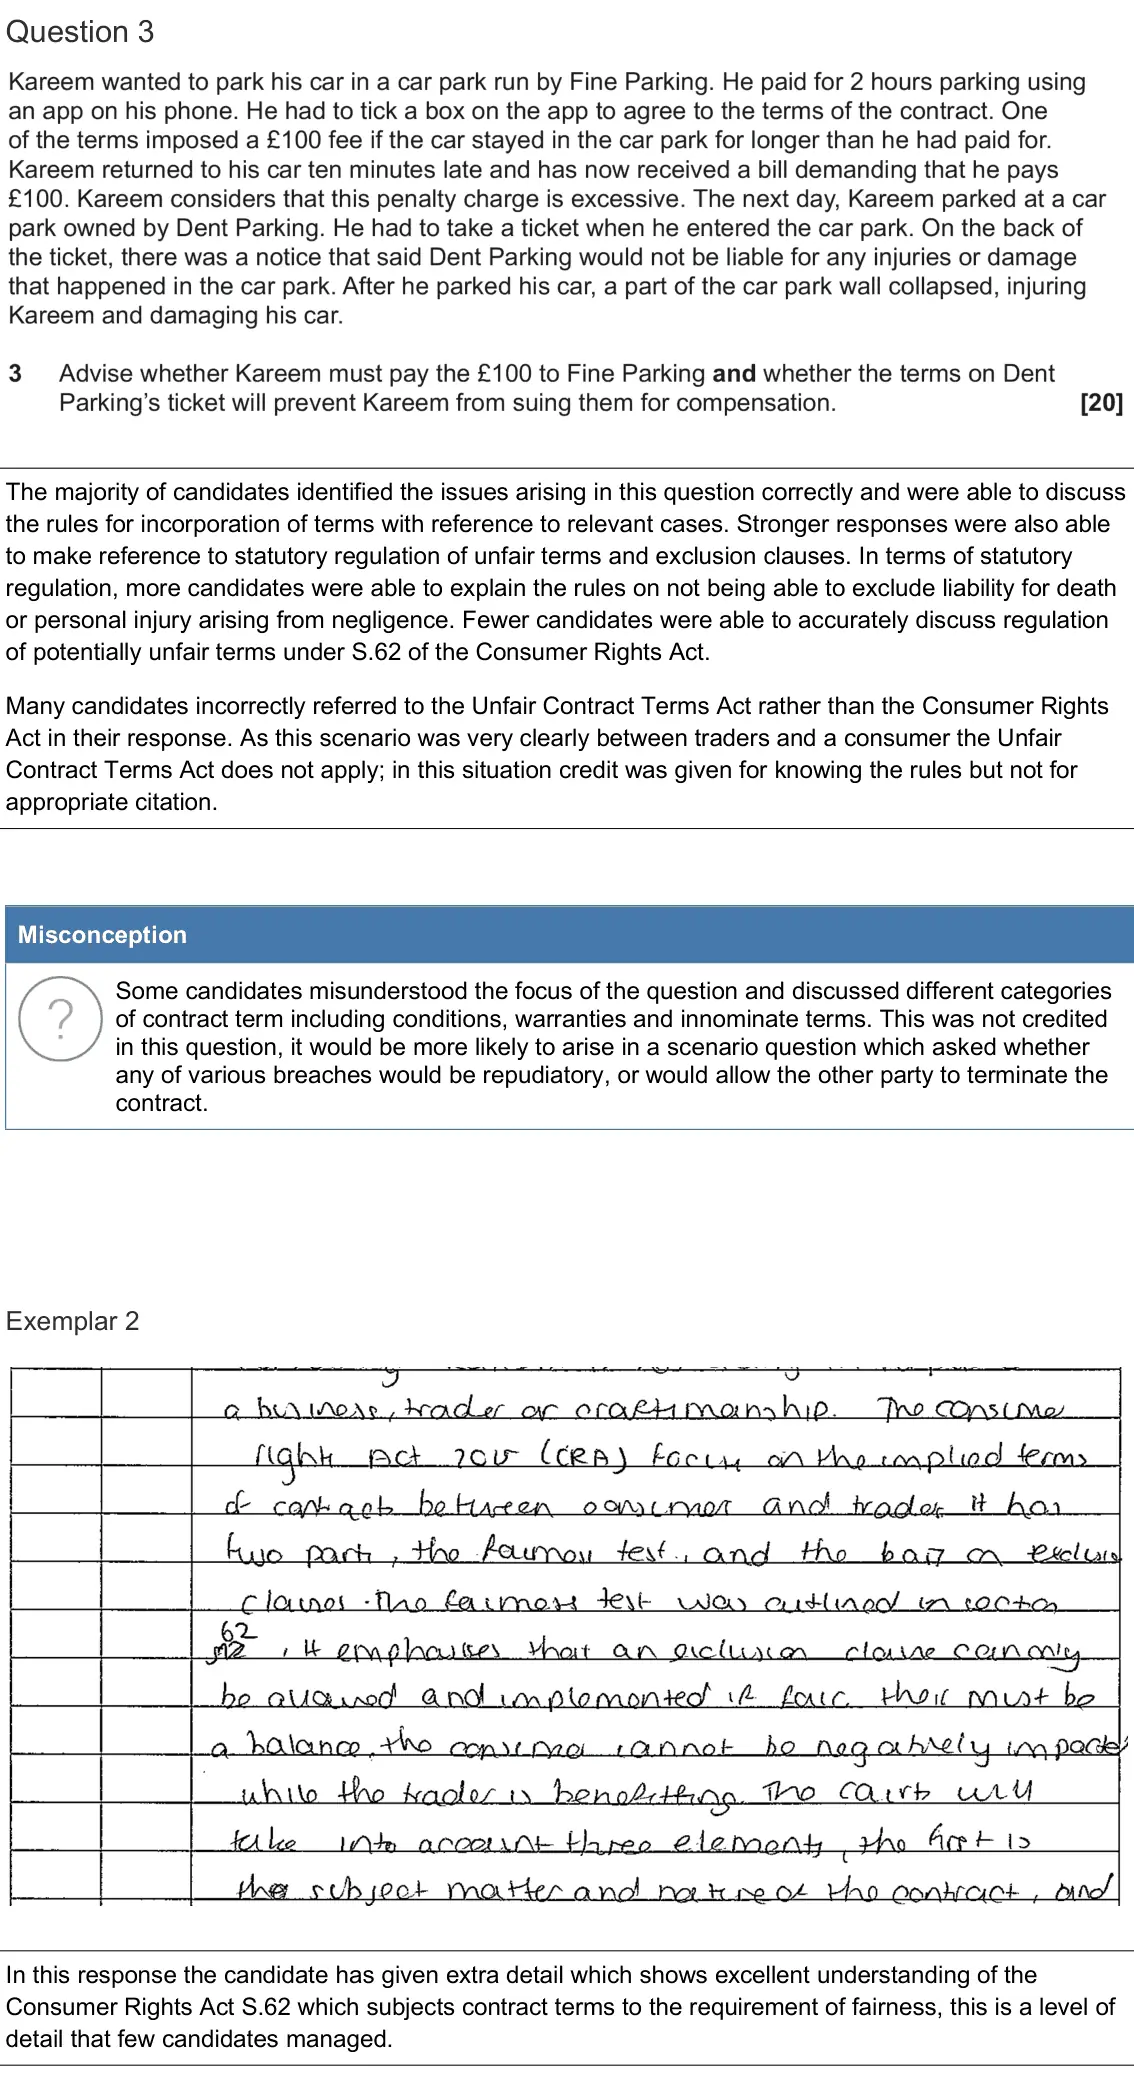 Question 3
Kareem wanted to park his car in a car park run by Fine Parking. He paid for 2 hours parking using
an app on his phone. He had to tick a box on the app to agree to the terms of the contract. One
of the terms imposed a £100 fee if the car stayed in the car park for longer than he had paid for.
Kareem returned to his car ten minutes late and has now received a bill demanding that he pays
£100. Kareem considers that this penalty charge is excessive. The next day, Kareem parked at a car
park owned by Dent Parking. He had to take a ticket when he entered the car park. On the back of
the ticket, there was a notice that said Dent Parking would not be liable for any injuries or damage
that happened in the car park. After he parked his car, a part of the car park wall collapsed, injuring
Kareem and damaging his car.
3 Advise whether Kareem must pay the £100 to Fine Parking and whether the terms on Dent
Parking's ticket will prevent Kareem from suing them for compensation. [20]
The majority of candidates identified the issues arising in this question correctly and were able to discuss
the rules for incorporation of terms with reference to relevant cases. Stronger responses were also able
to make reference to statutory regulation of unfair terms and exclusion clauses. In terms of statutory
regulation, more candidates were able to explain the rules on not being able to exclude liability for death
or personal injury arising from negligence. Fewer candidates were able to accurately discuss regulation
of potentially unfair terms under S.62 of the Consumer Rights Act.
Many candidates incorrectly referred to the Unfair Contract Terms Act rather than the Consumer Rights
Act in their response. As this scenario was very clearly between traders and a consumer the Unfair
Contract Terms Act does not apply; in this situation credit was given for knowing the rules but not for
appropriate citation.
Misconception
?
Some candidates misunderstood the focus of the question and discussed different categories
of contract term including conditions, warranties and innominate terms. This was not credited
in this question, it would be more likely to arise in a scenario question which asked whether
any of various breaches would be repudiatory, or would allow the other party to terminate the
contract.
Exemplar 2
a business, trader or craftsmanship. The consumer
right Act 2015 (CRA) focus on the implied terms
of contracts between consumer and trader, it has
two parts, the fairness test, and the ban on exclusion
clauses. The fairness test was outlined in section
62, it emphasises that an exclusion clause can only
be allowed and implemented if fair. their must be
a balance, the consumer cannot be negatively impacted
while the trader is benefitting. The courts will
take into account three elements, the first is
the subject matter and nature of the contract, and
In this response the candidate has given extra detail which shows excellent understanding of the
Consumer Rights Act S.62 which subjects contract terms to the requirement of fairness, this is a level of
detail that few candidates managed.